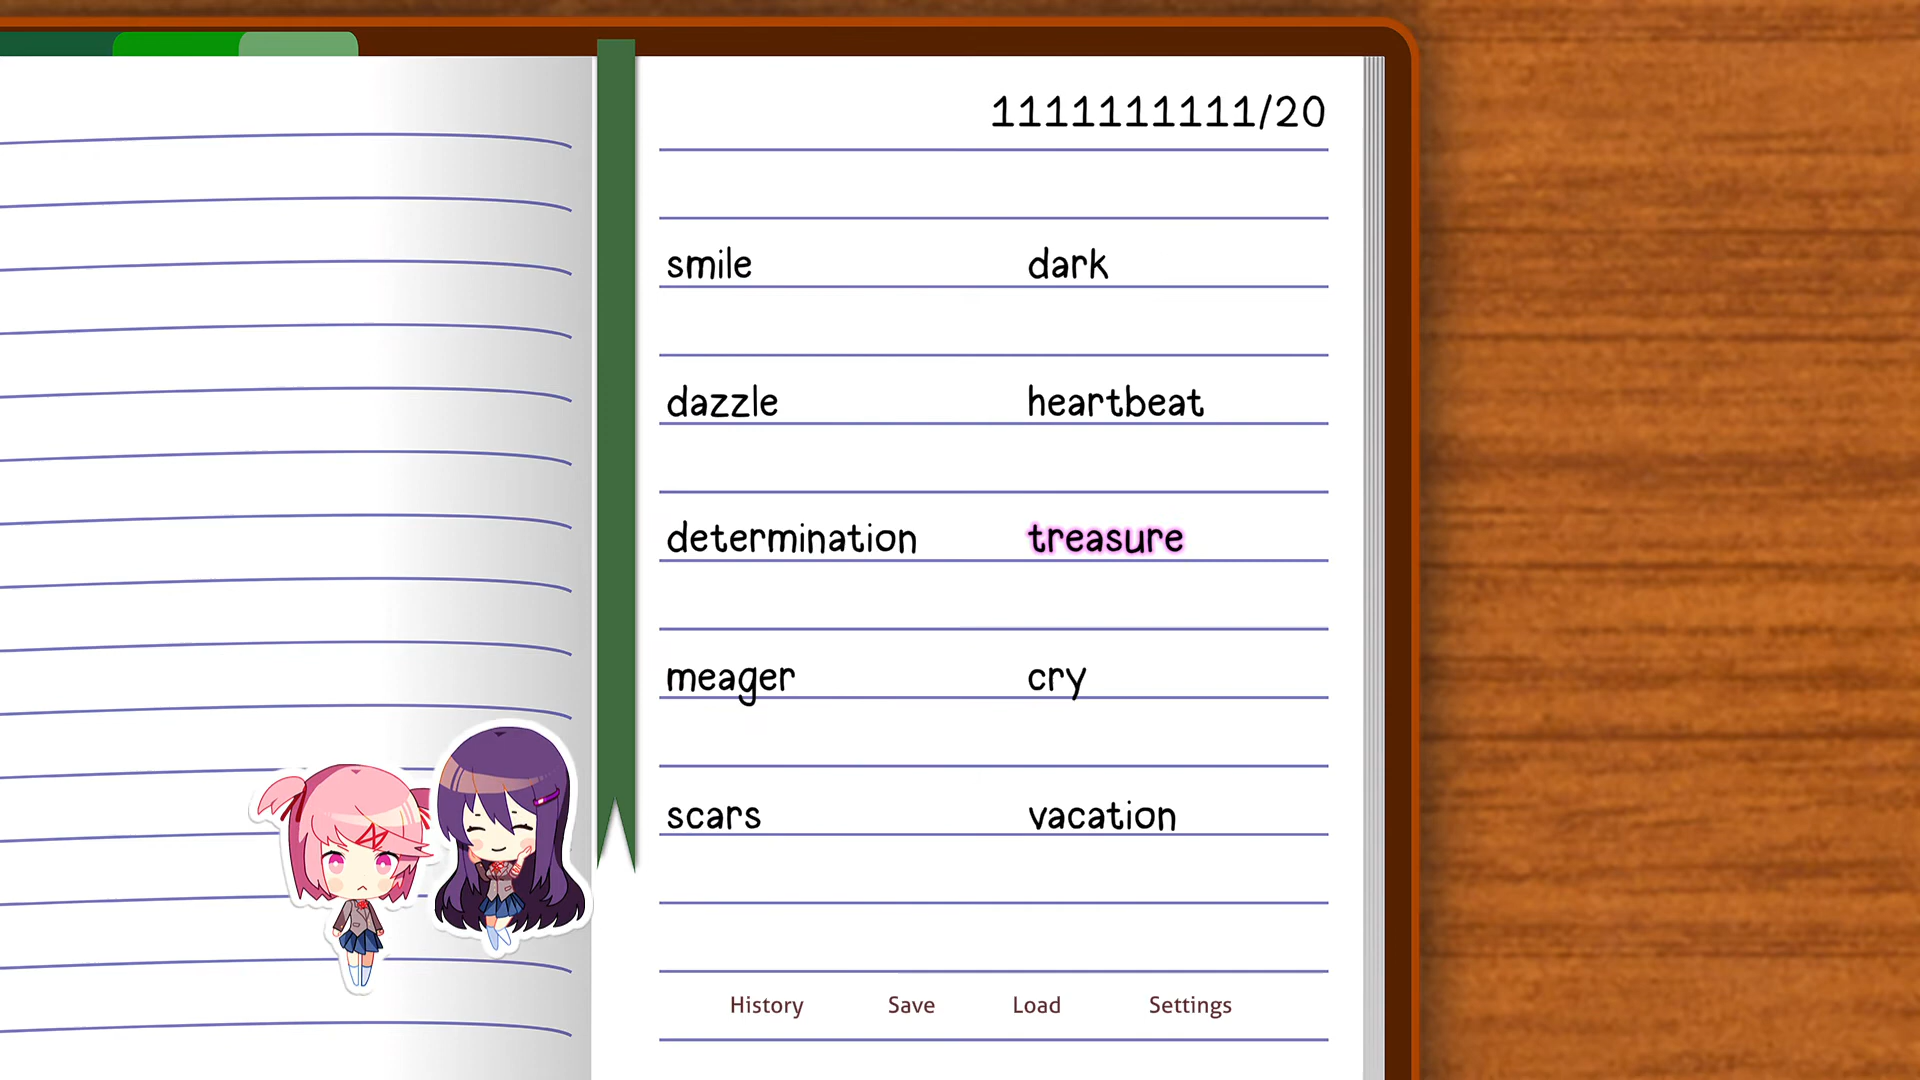 1111111111/20
smile dark
dazzle heartbeat
determination treasure
meager cry
scars vacation
History Save Load Settings